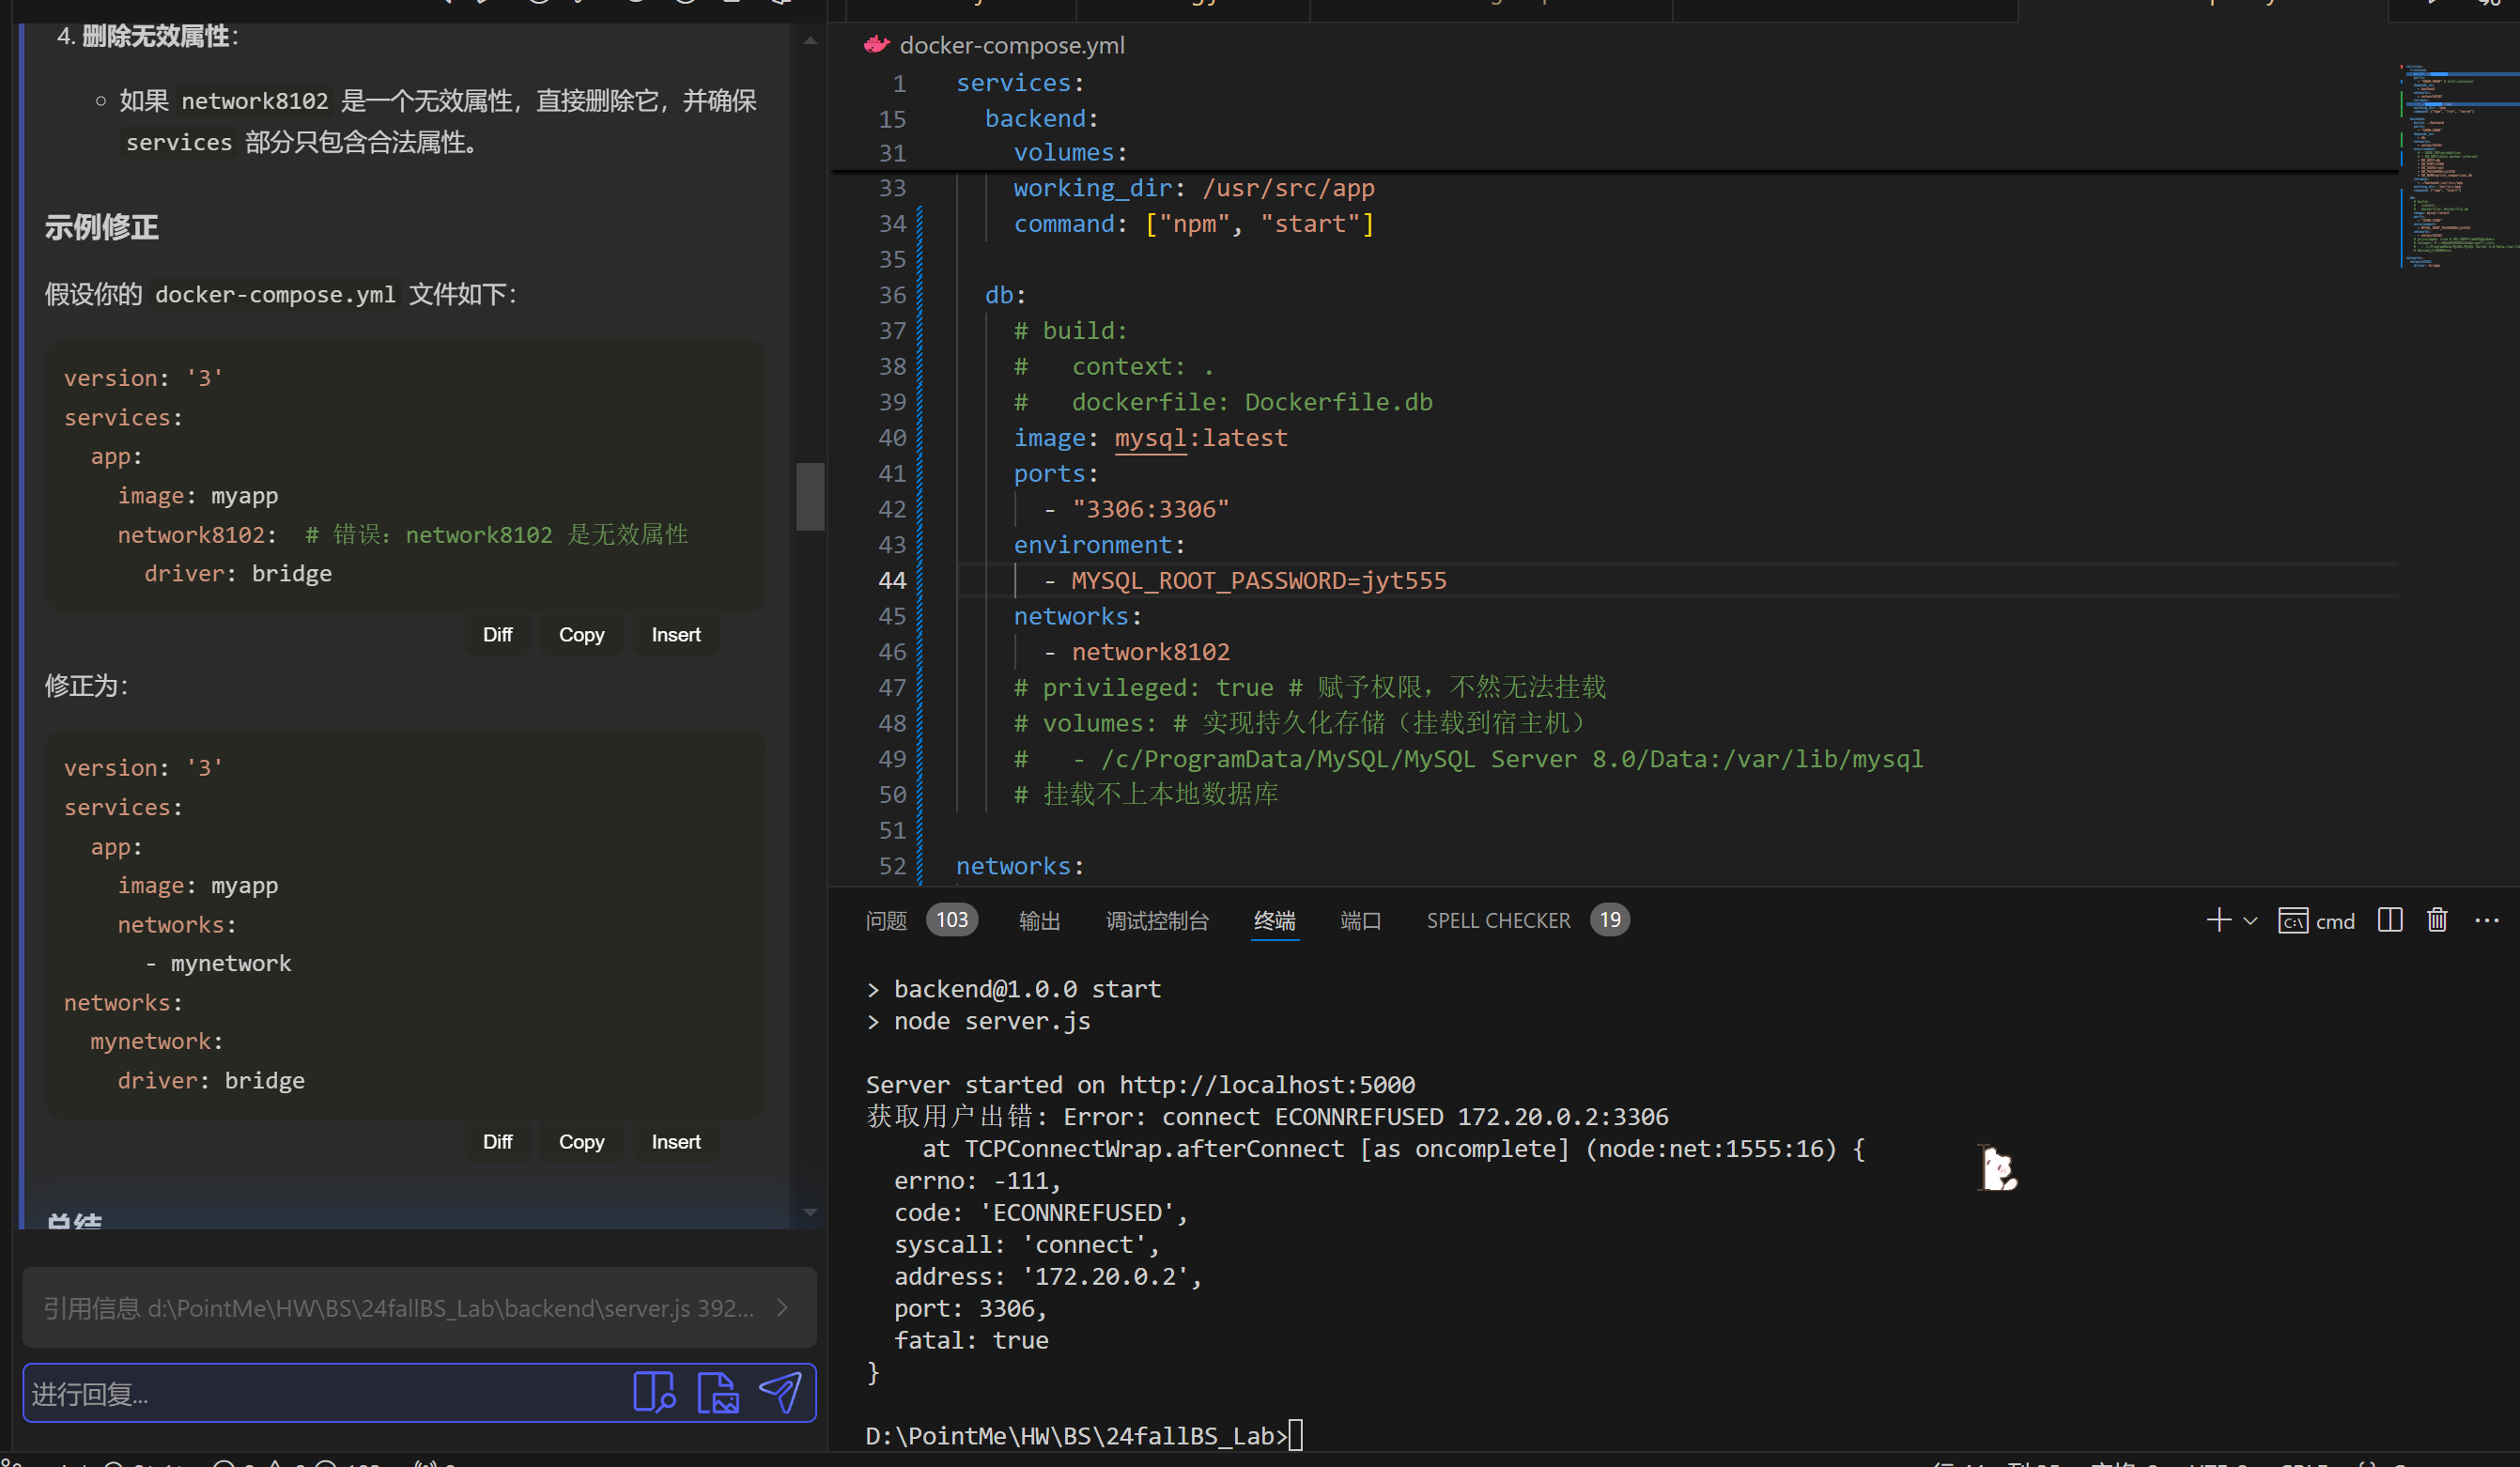 4. 删除无效属性：
如果 network8102 是一个无效属性，直接删除它，并确保
services 部分只包含合法属性。
示例修正
假设你的 docker-compose.yml 文件如下：
version: '3'
services:
app:
image: myapp
network8102:  # 错误：network8102 是无效属性
driver: bridge
Diff Copy Insert
修正为：
version: '3'
services:
app:
image: myapp
networks:
- mynetwork
networks:
mynetwork:
driver: bridge
Diff Copy Insert
总结
引用信息 d:\PointMe\HW\BS\24fallBS_Lab\backend\server.js 392...
进行回复...
docker-compose.yml
1 services:
15 backend:
31 volumes:
33 working_dir: /usr/src/app
34 command: ["npm", "start"]
35
36 db:
37 # build:
38 #   context: .
39 #   dockerfile: Dockerfile.db
40 image: mysql:latest
41 ports:
42 - "3306:3306"
43 environment:
44 - MYSQL_ROOT_PASSWORD=jyt555
45 networks:
46 - network8102
47 # privileged: true # 赋予权限，不然无法挂载
48 # volumes: # 实现持久化存储（挂载到宿主机）
49 #   - /c/ProgramData/MySQL/MySQL Server 8.0/Data:/var/lib/mysql
50 # 挂载不上本地数据库
51
52 networks:
问题 103 输出 调试控制台 终端 端口 SPELL CHECKER 19 cmd
> backend@1.0.0 start
> node server.js
Server started on http://localhost:5000
获取用户出错: Error: connect ECONNREFUSED 172.20.0.2:3306
at TCPConnectWrap.afterConnect [as oncomplete] (node:net:1555:16) {
errno: -111,
code: 'ECONNREFUSED',
syscall: 'connect',
address: '172.20.0.2',
port: 3306,
fatal: true
}
D:\PointMe\HW\BS\24fallBS_Lab>